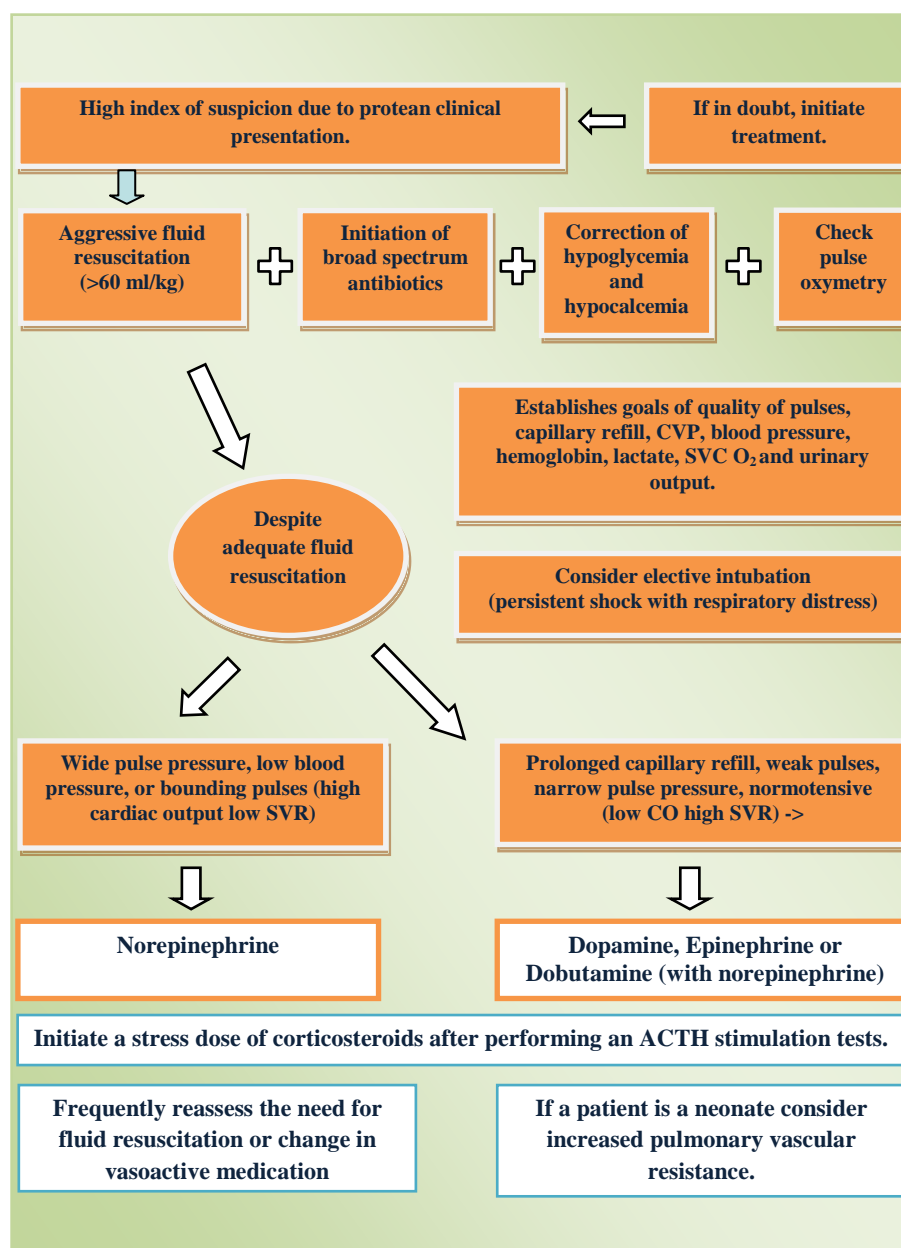 High index of suspicion due to protean clinical
presentation.
If in doubt, initiate
treatment.
Aggressive fluid
resuscitation
(>60 ml/kg)
Initiation of
broad spectrum
antibiotics
Correction of
hypoglycemia
and
hypocalcemia
Check
pulse
oxymetry
Establishes goals of quality of pulses,
capillary refill, CVP, blood pressure,
hemoglobin, lactate, SVC O₂ and urinary
output.
Despite
adequate fluid
resuscitation
Consider elective intubation
(persistent shock with respiratory distress)
Wide pulse pressure, low blood
pressure, or bounding pulses (high
cardiac output low SVR)
Prolonged capillary refill, weak pulses,
narrow pulse pressure, normotensive
(low CO high SVR) ->
Norepinephrine
Dopamine, Epinephrine or
Dobutamine (with norepinephrine)
Initiate a stress dose of corticosteroids after performing an ACTH stimulation tests.
Frequently reassess the need for
fluid resuscitation or change in
vasoactive medication
If a patient is a neonate consider
increased pulmonary vascular
resistance.